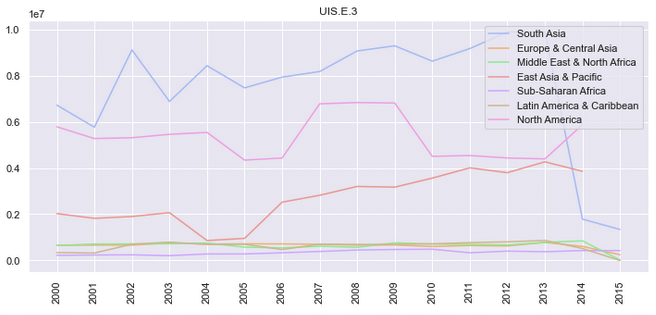 UIS.E.3
1e7
1.0
0.8
0.6
0.4
0.2
0.0
South Asia
Europe & Central Asia
Middle East & North Africa
East Asia & Pacific
Sub-Saharan Africa
Latin America & Caribbean
North America
2000
2001
2002
2003
2004
2005
2006
2007
2008
2009
2010
2011
2012
2013
2014
2015